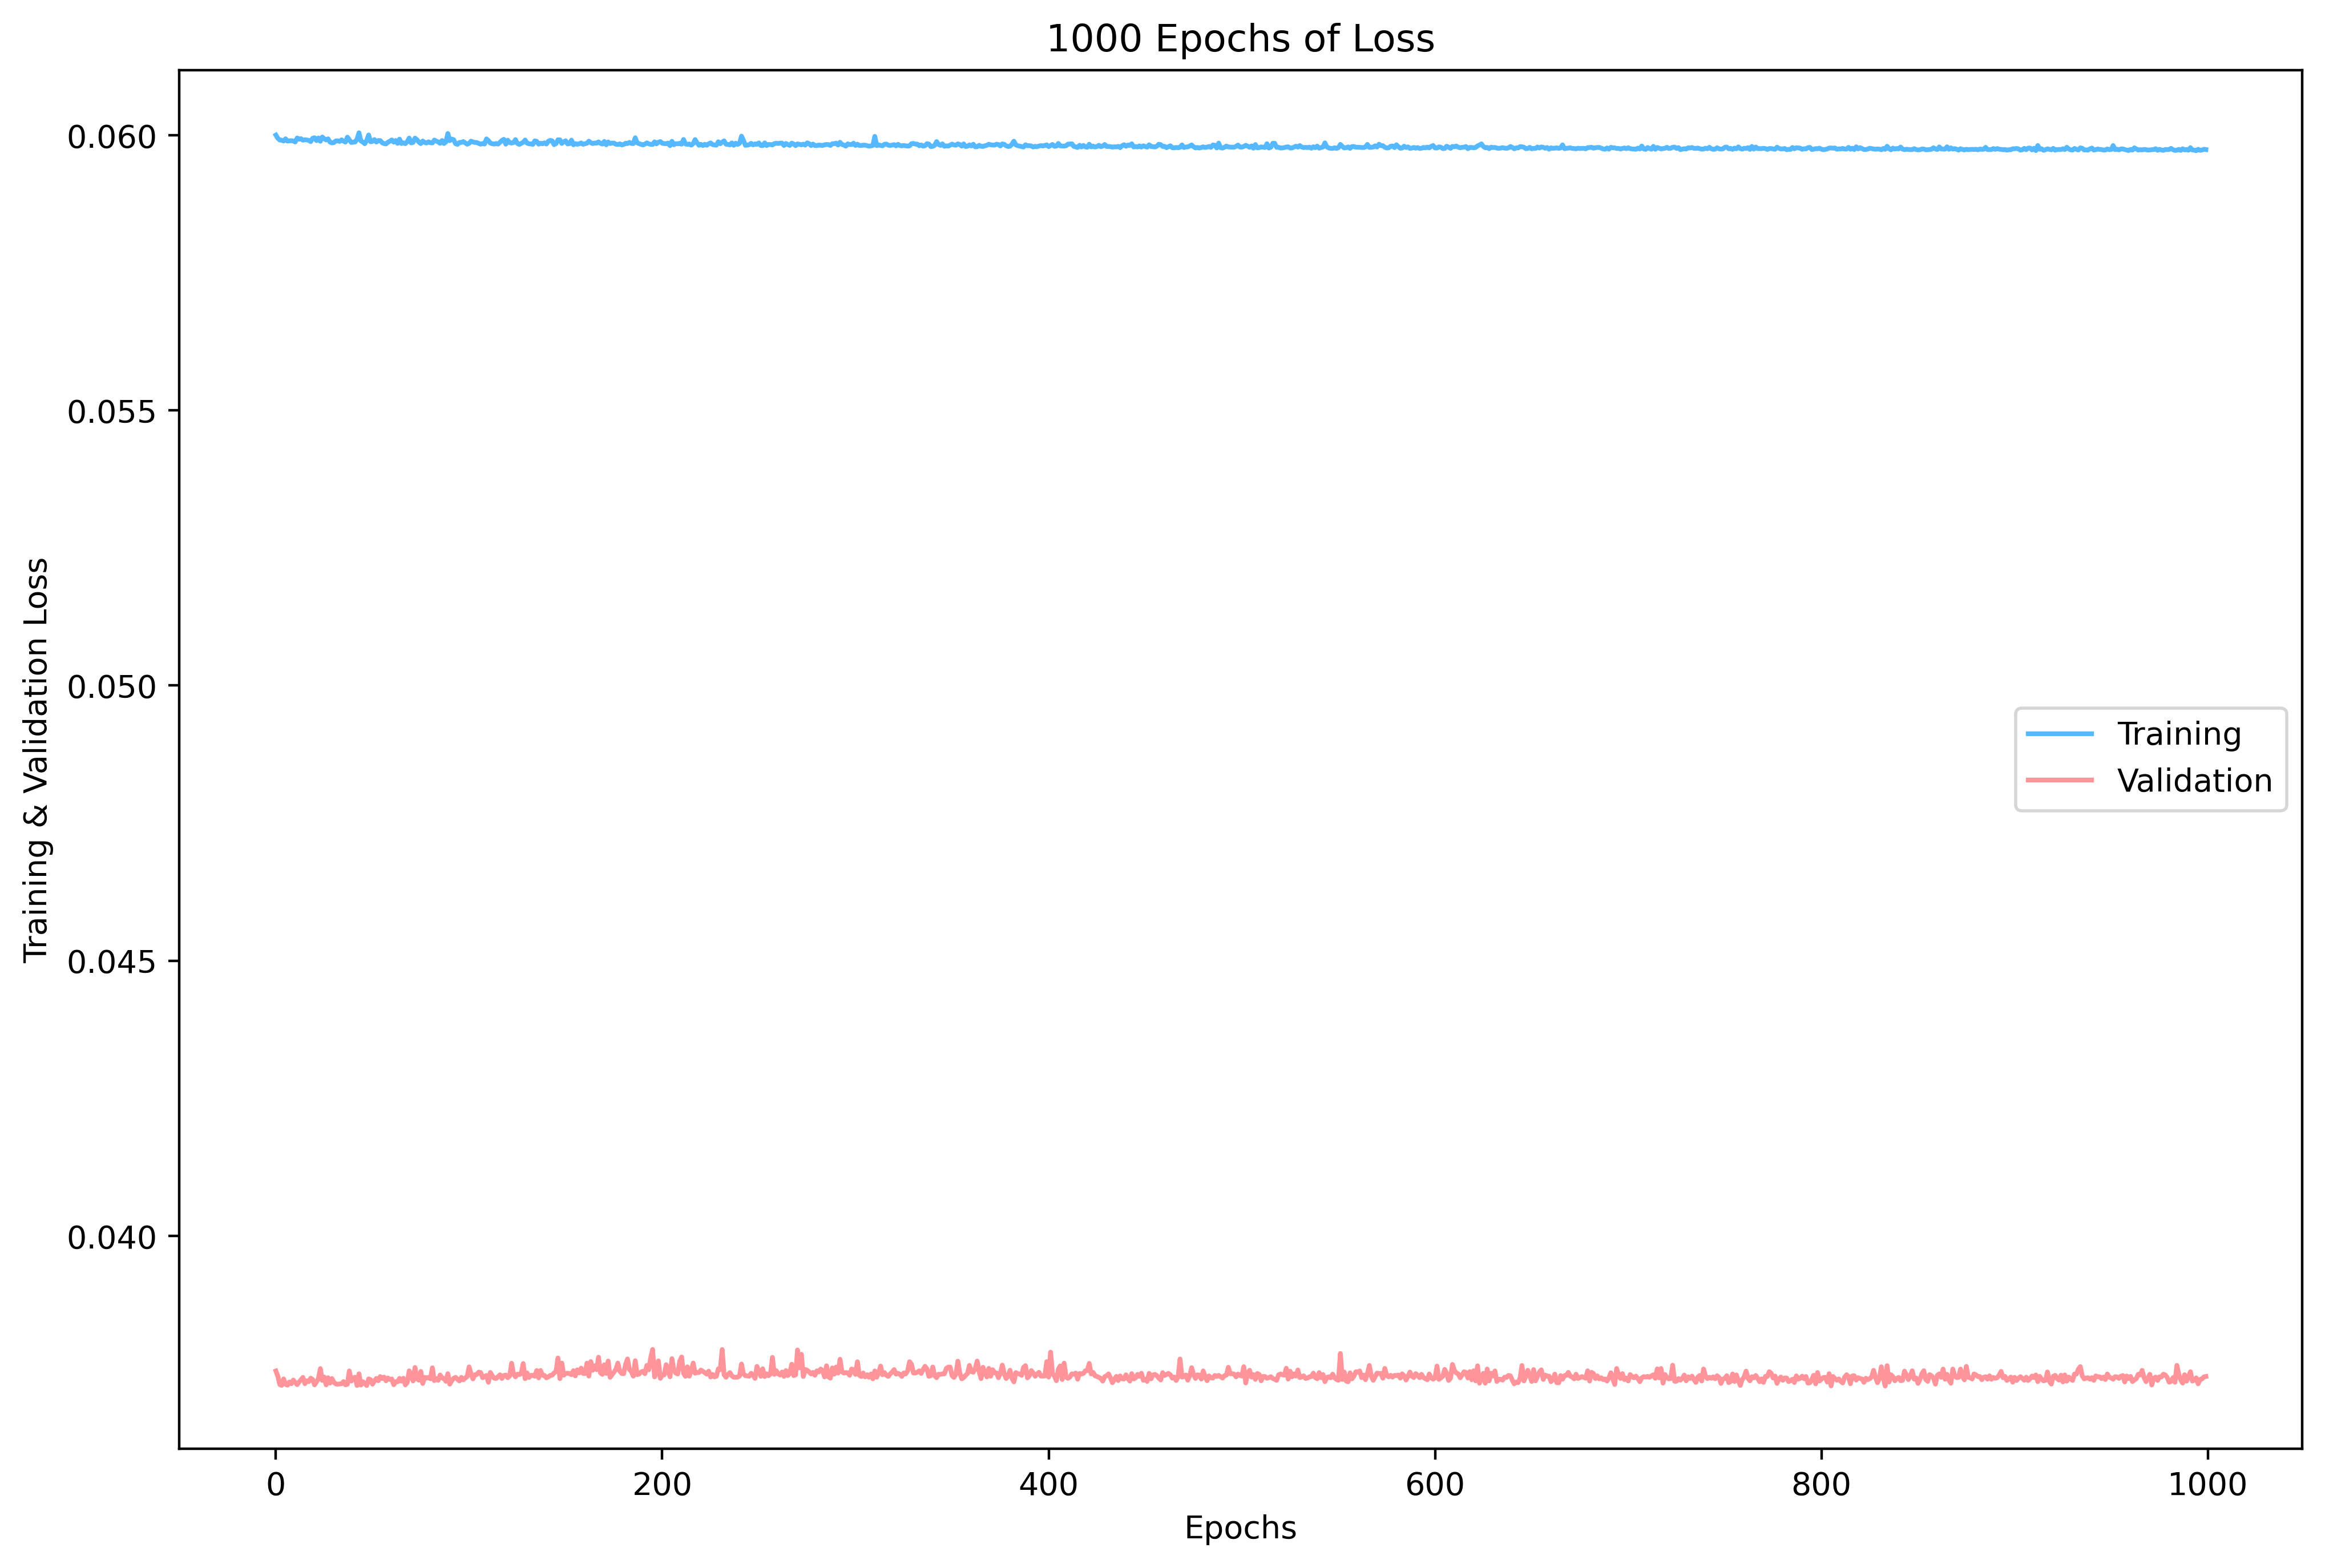 1000 Epochs of Loss
Training & Validation Loss
0.060
0.055
0.050
0.045
0.040
Training
Validation
0 200 400 600 800 1000
Epochs